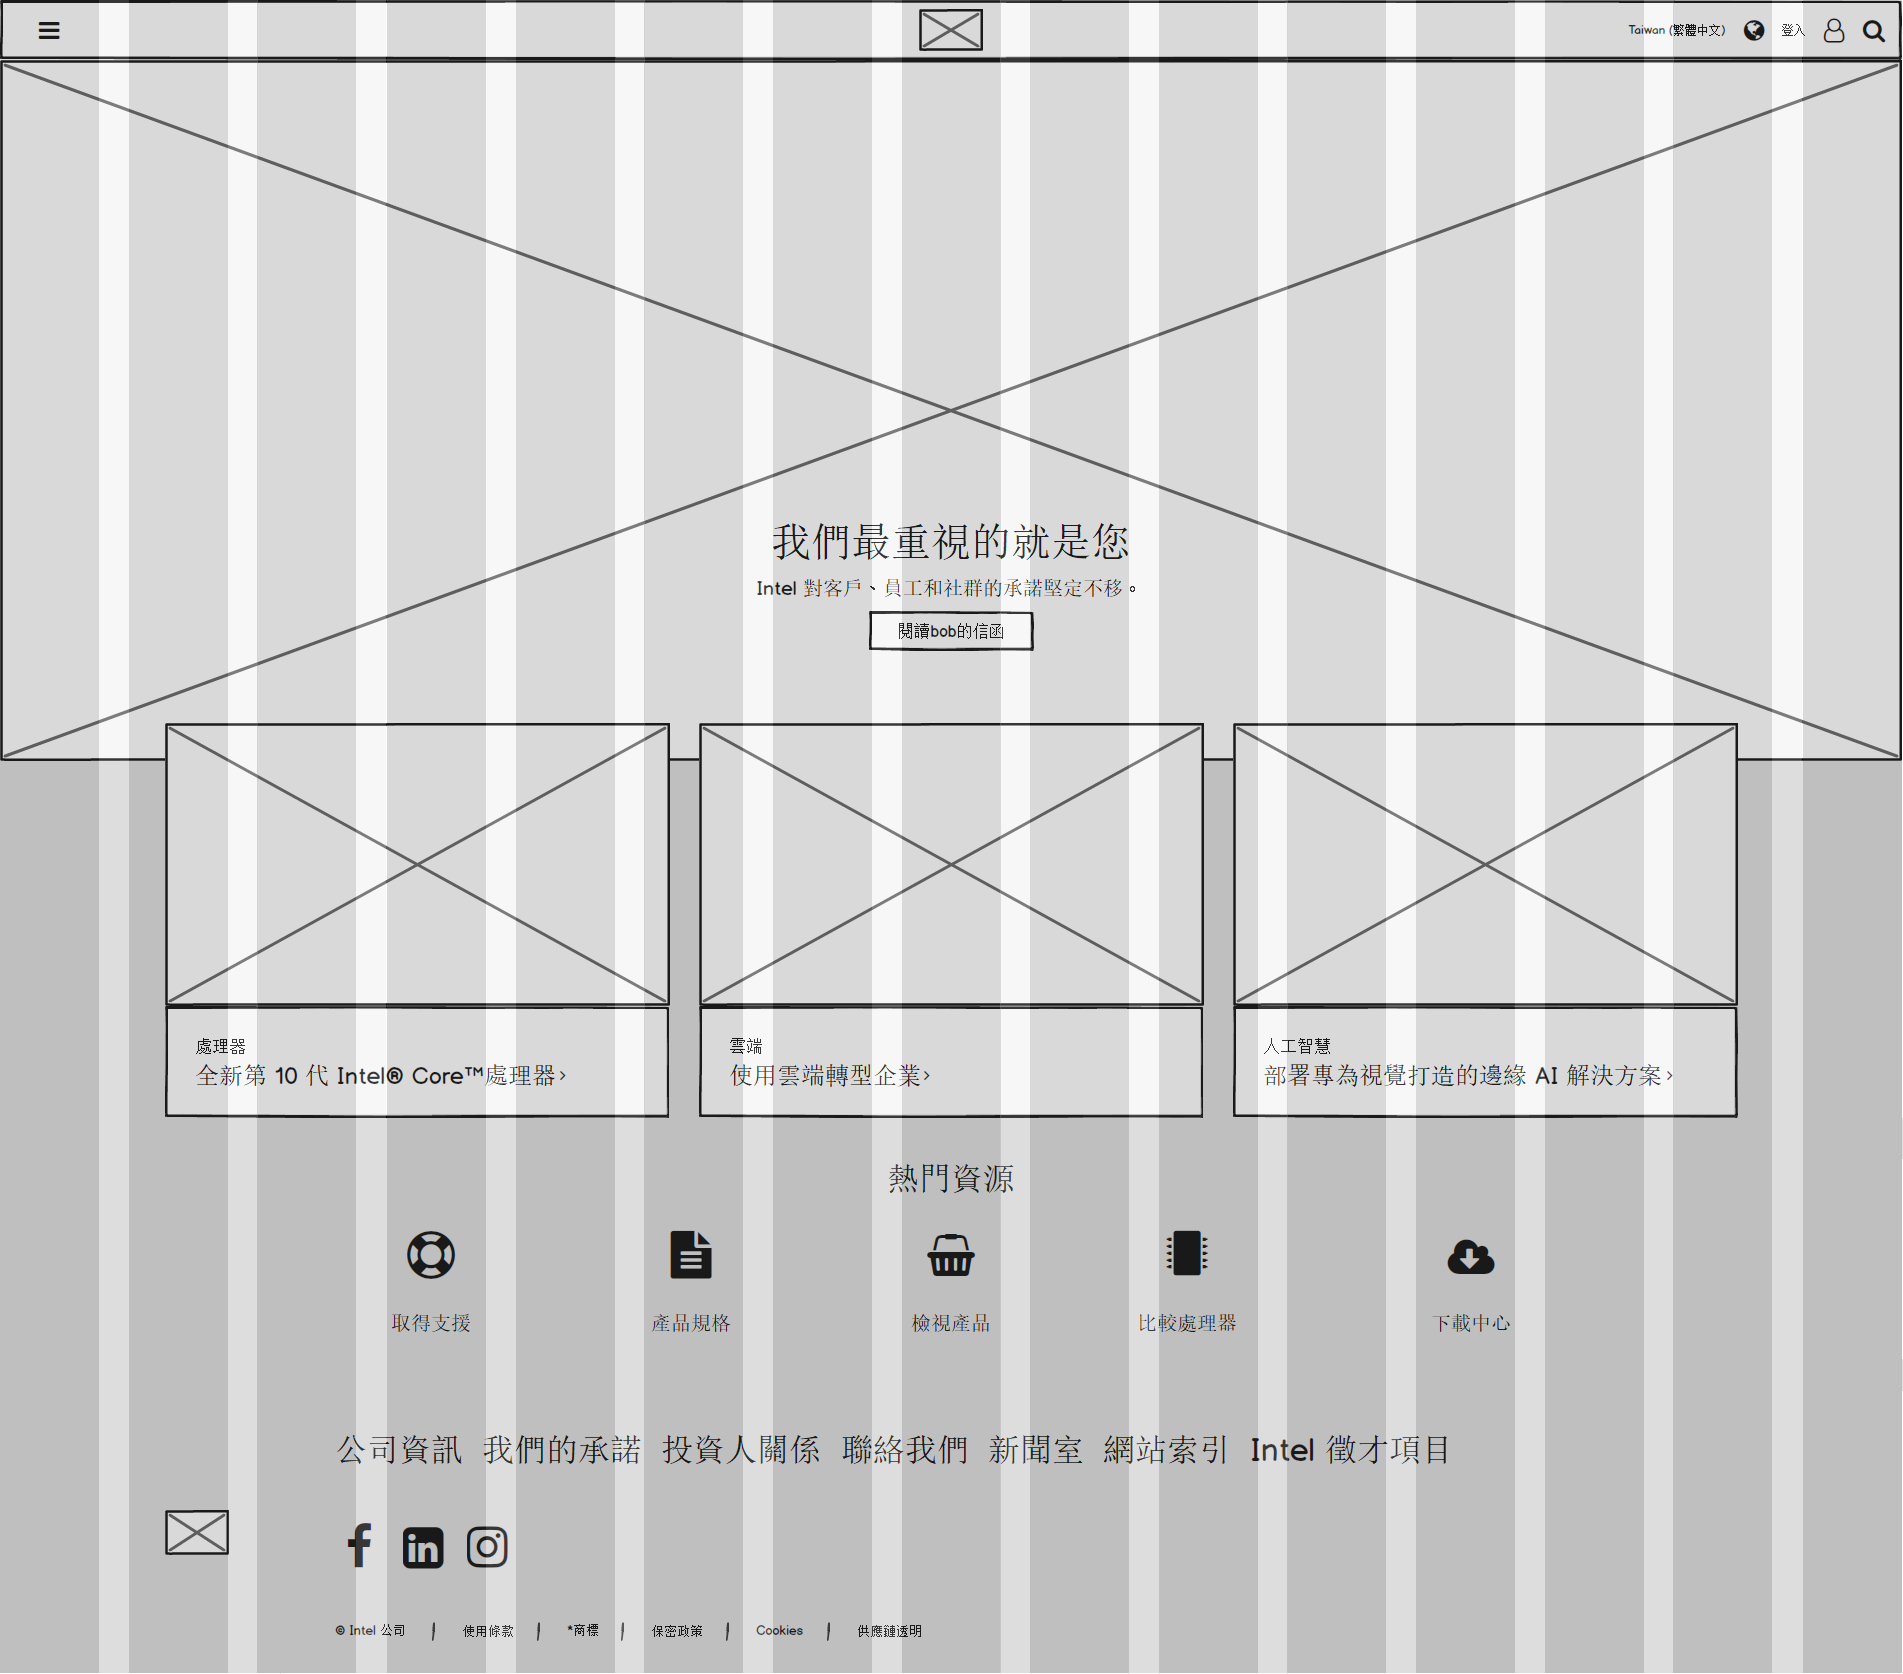 Taiwan (繁體中文) 登入
我們最重視的就是您
Intel 對客戶、員工和社群的承諾堅定不移。
閱讀bob的信函
處理器
全新第 10 代 Intel® Core™處理器>
雲端
使用雲端轉型企業>
人工智慧
部署專為視覺打造的邊緣 AI 解決方案>
熱門資源
取得支援 產品規格 檢視產品 比較處理器 下載中心
公司資訊 我們的承諾 投資人關係 聯絡我們 新聞室 網站索引 Intel 徵才項目
© Intel 公司 | 使用條款 | *商標 | 保密政策 | Cookies | 供應鏈透明